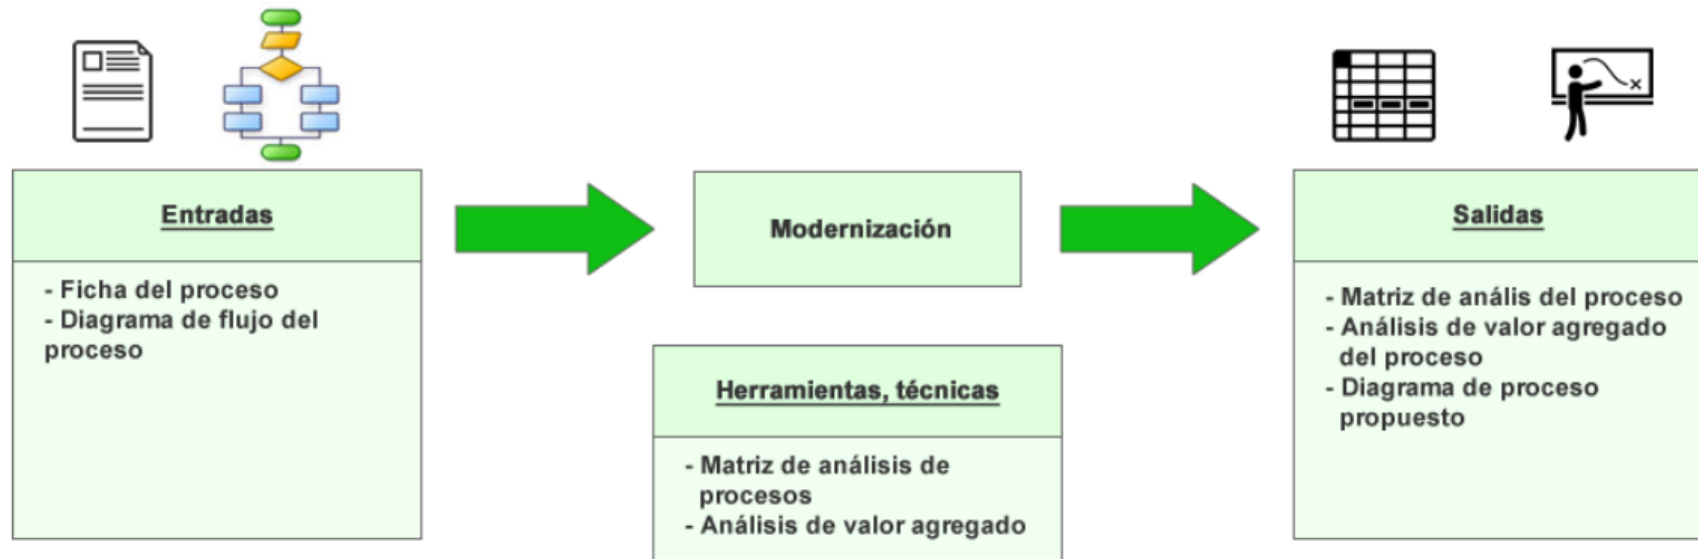 Entradas
- Ficha del proceso
- Diagrama de flujo del
proceso
Modernización
Herramientas, técnicas
- Matriz de análisis de
procesos
- Análisis de valor agregado
Salidas
- Matriz de anális del proceso
- Análisis de valor agregado
del proceso
- Diagrama de proceso
propuesto